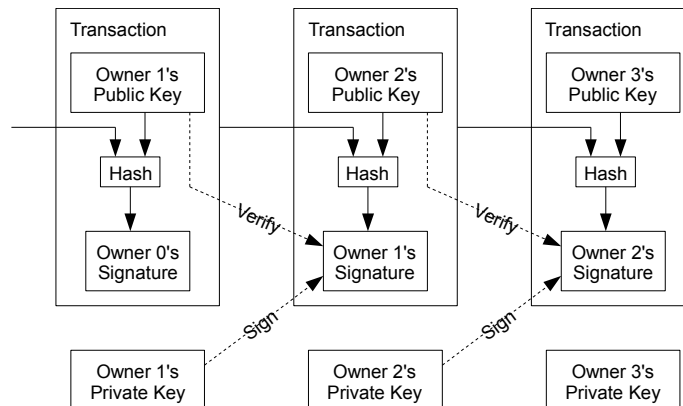 Transaction
Transaction
Transaction
Owner 1's
Public Key
Owner 2's
Public Key
Owner 3's
Public Key
Hash
Hash
Hash
Verify
Verify
Owner 0's
Signature
Owner 1's
Signature
Owner 2's
Signature
Sign
Sign
Owner 1's
Private Key
Owner 2's
Private Key
Owner 3's
Private Key